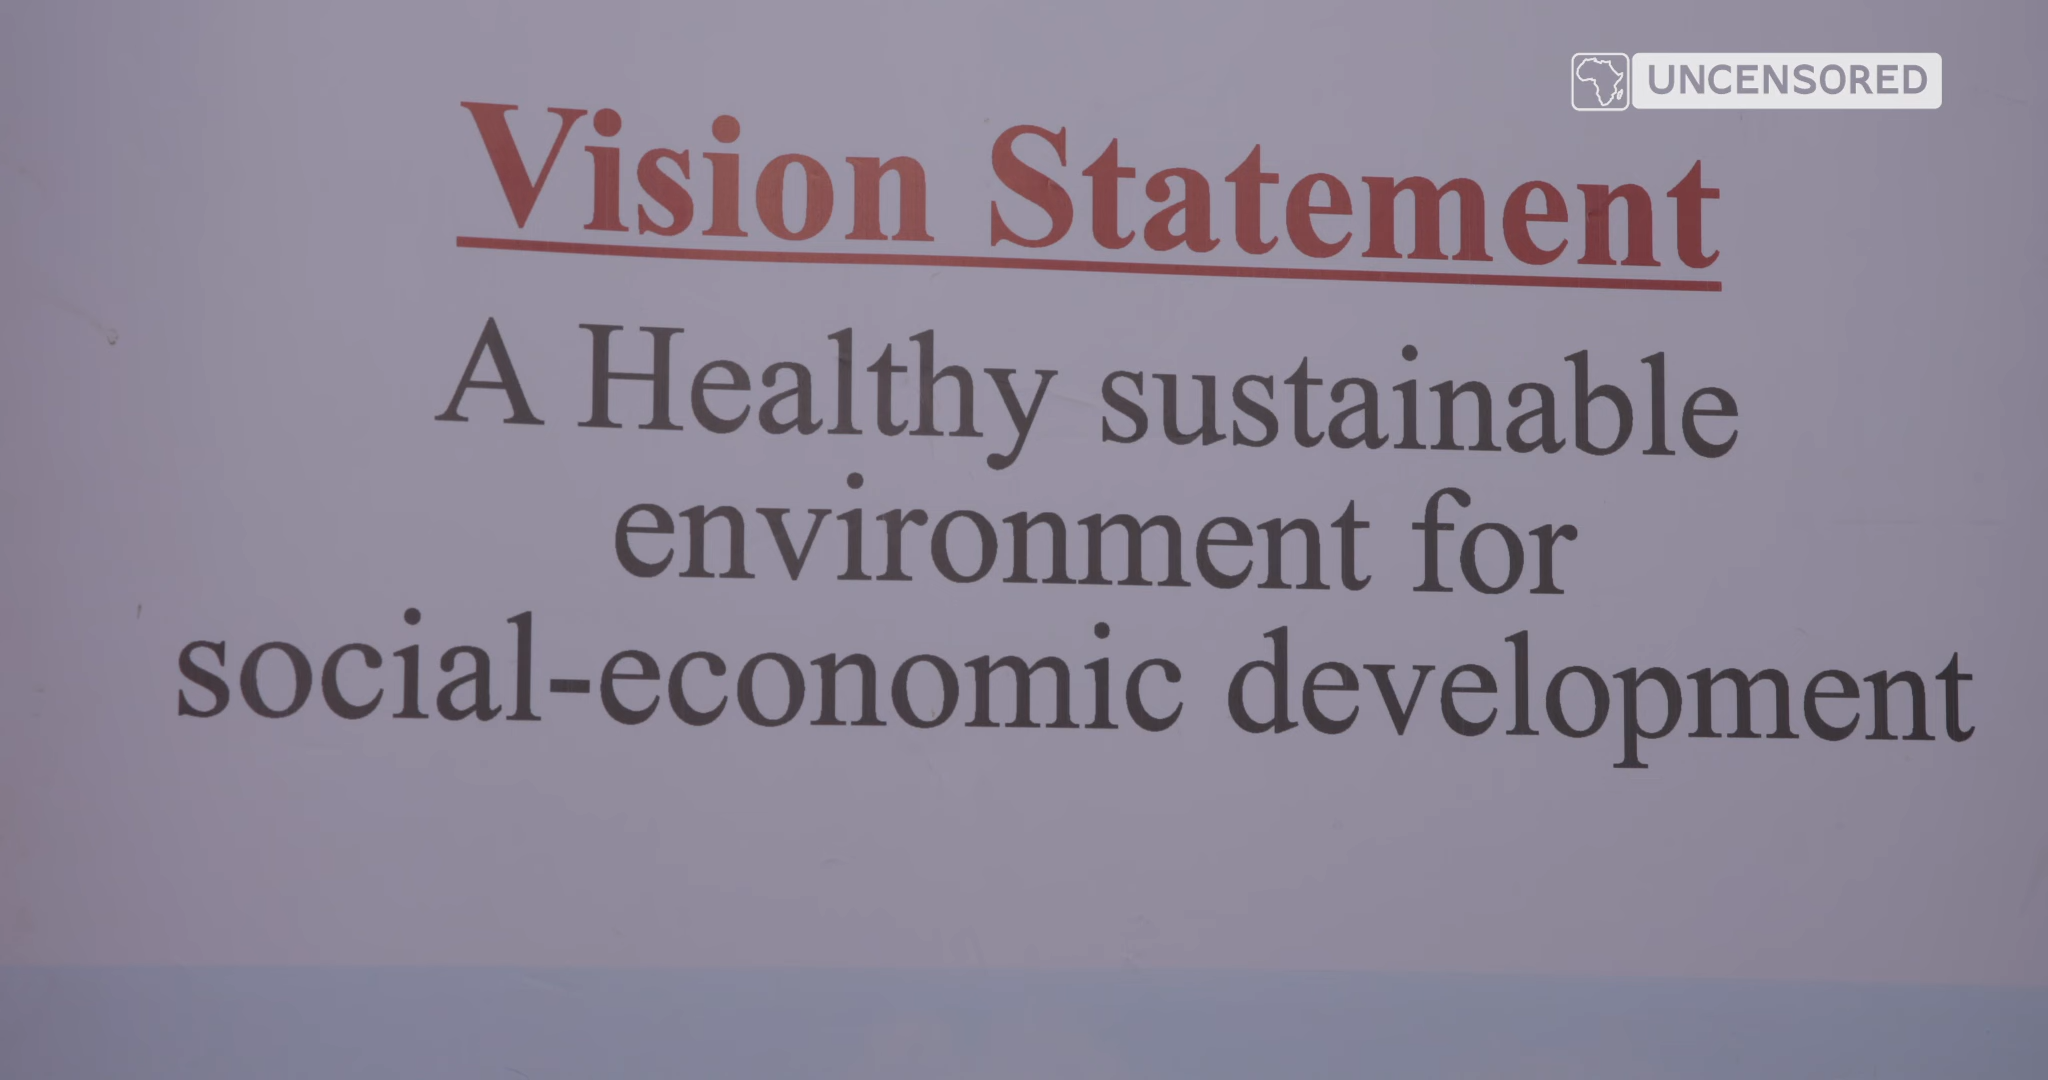 UNCENSORED
Vision Statement
A Healthy sustainable
environment for
social-economic development